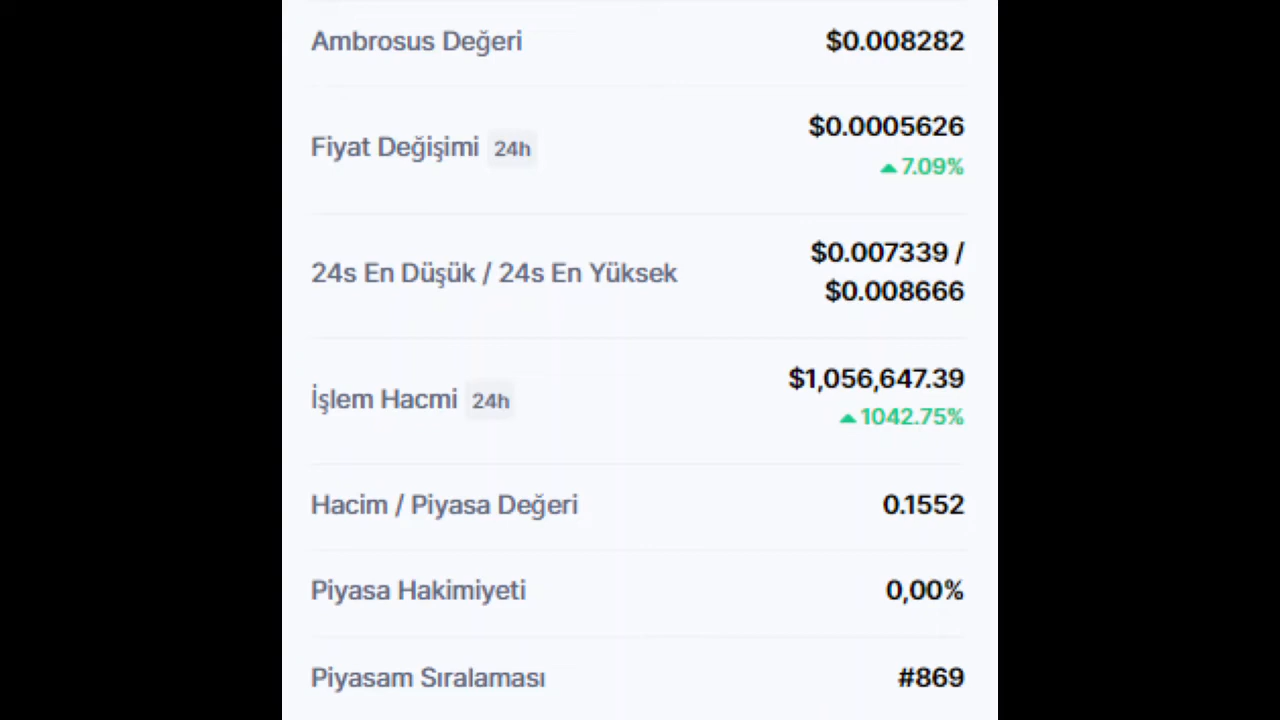 Ambrosus Değeri $0.008282
Fiyat Değişimi 24h $0.0005626
7.09%
24s En Düşük / 24s En Yüksek $0.007339 /
$0.008666
İşlem Hacmi 24h $1,056,647.39
1042.75%
Hacim / Piyasa Değeri 0.1552
Piyasa Hakimiyeti 0,00%
Piyasam Sıralaması #869